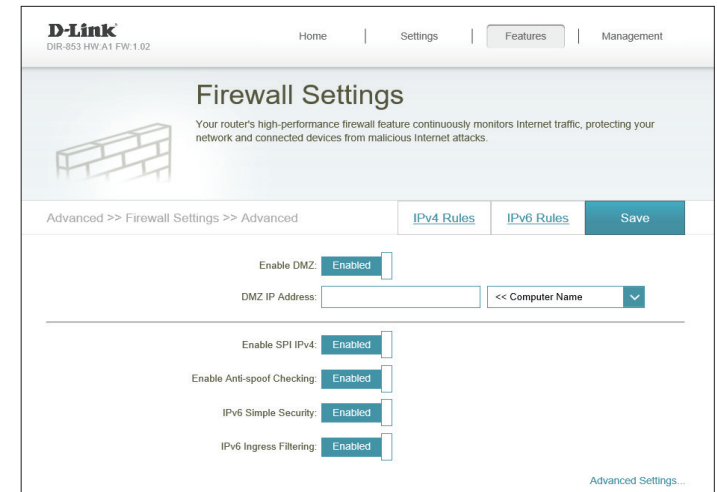 D-Link
DIR-853 HW:A1 FW:1.02
Home | Settings | Features | Management
Firewall Settings
Your router's high-performance firewall feature continuously monitors Internet traffic, protecting your
network and connected devices from malicious Internet attacks.
Advanced >> Firewall Settings >> Advanced
IPv4 Rules
IPv6 Rules
Save
Enable DMZ: Enabled
DMZ IP Address: << Computer Name
Enable SPI IPv4: Enabled
Enable Anti-spoof Checking: Enabled
IPv6 Simple Security: Enabled
IPv6 Ingress Filtering: Enabled
Advanced Settings...